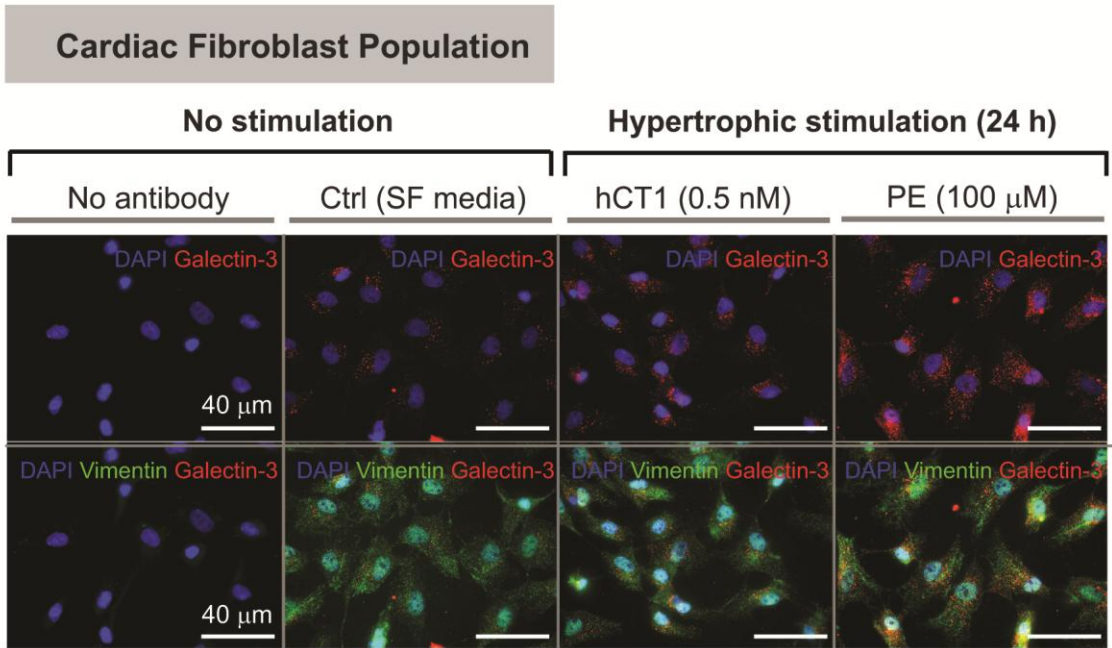 Cardiac Fibroblast Population
No stimulation
Hypertrophic stimulation (24 h)
No antibody
Ctrl (SF media)
hCT1 (0.5 nM)
PE (100 μM)
DAPI Galectin-3
DAPI Galectin-3
DAPI Galectin-3
DAPI Galectin-3
40 μm
DAPI Vimentin Galectin-3
DAPI Vimentin Galectin-3
DAPI Vimentin Galectin-3
DAPI Vimentin Galectin-3
40 μm